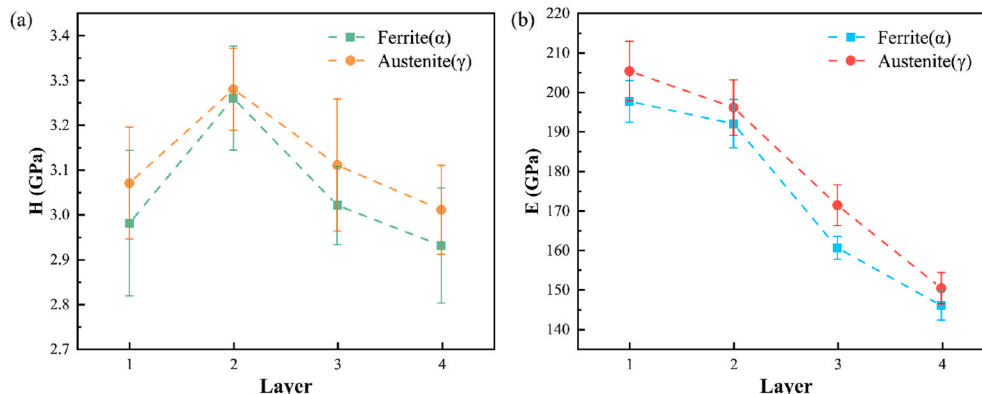 (a)
3.4
3.3
3.2
3.1
3.0
2.9
2.8
2.7
H (GPa)
Ferrite(α)
Austenite(γ)
1 2 3 4
Layer
(b)
220
210
200
190
180
170
160
150
140
E (GPa)
Ferrite(α)
Austenite(γ)
1 2 3 4
Layer